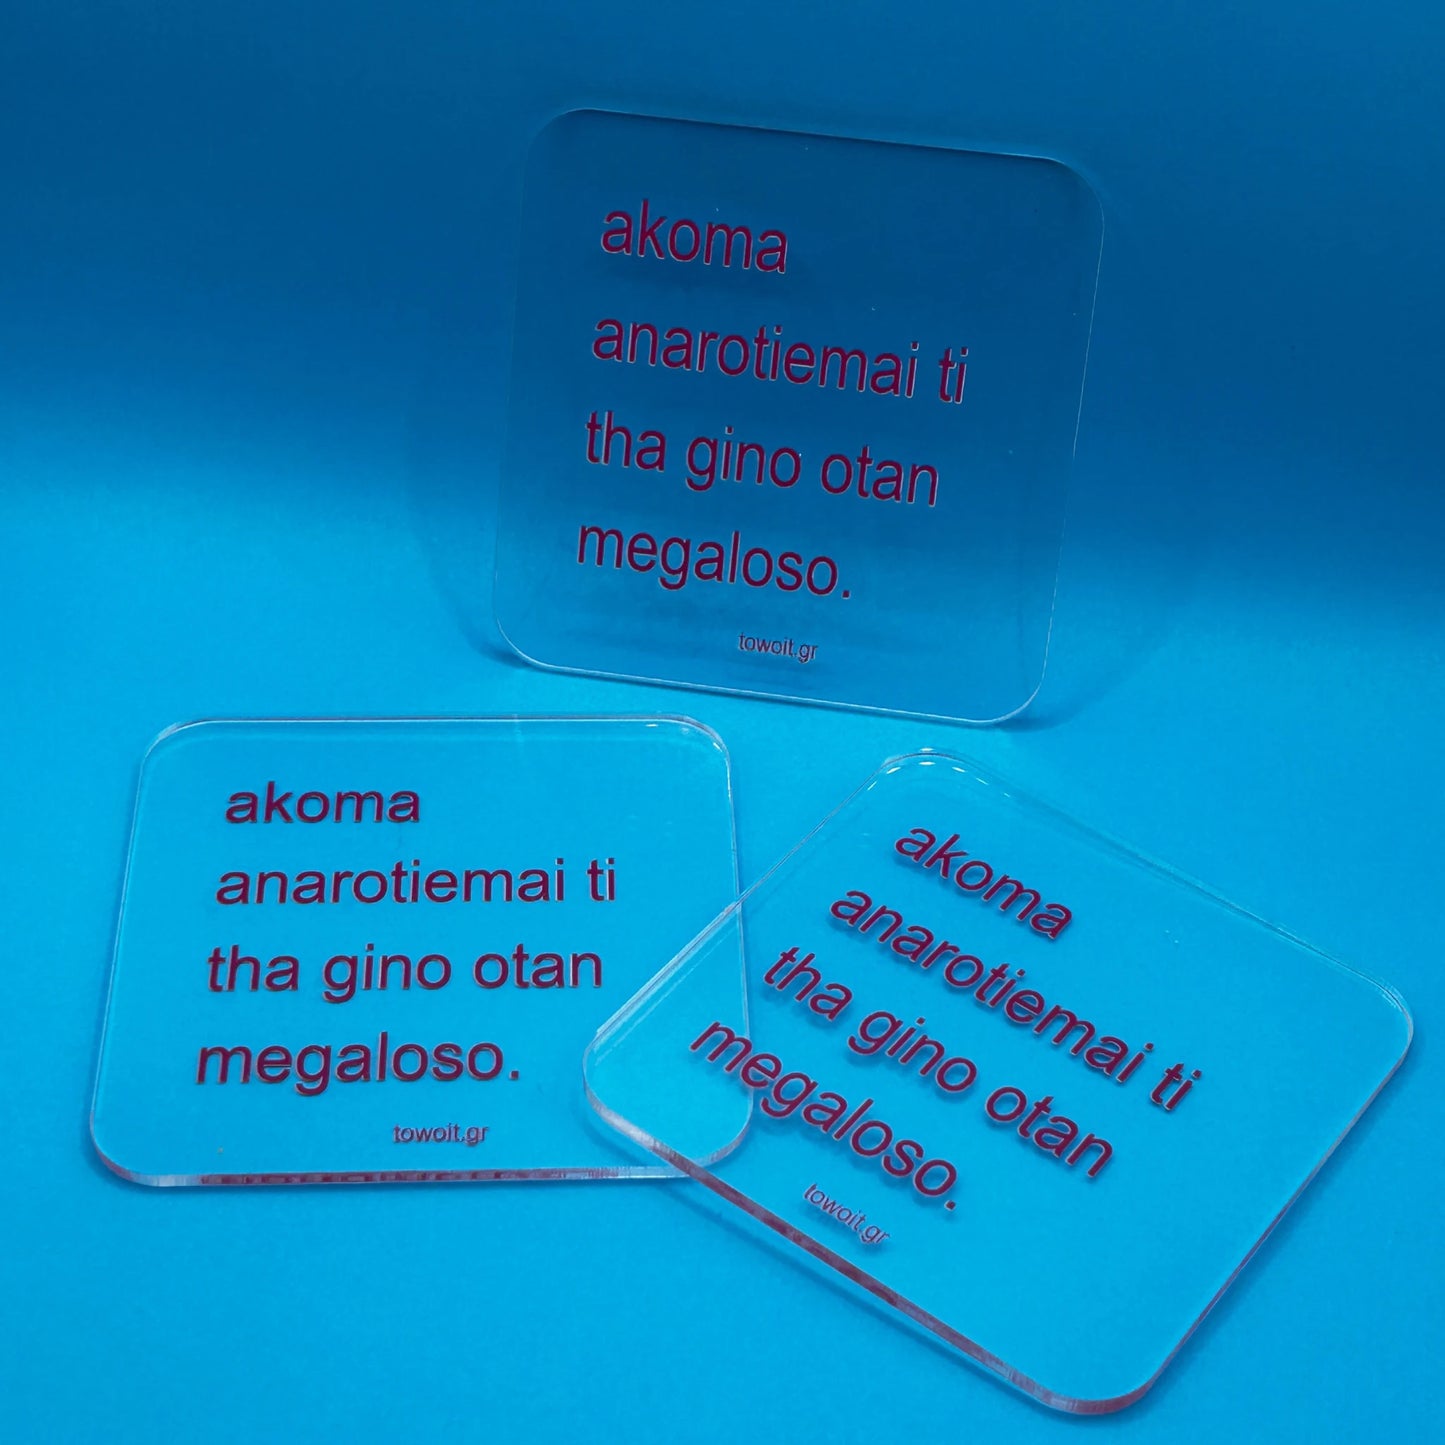 akoma
anarotiemai ti
tha gino otan
megaloso.
towoit.gr
akoma
anarotiemai ti
tha gino otan
megaloso.
towoit.gr
akoma
anarotiemai ti
tha gino otan
megaloso.
towoit.gr